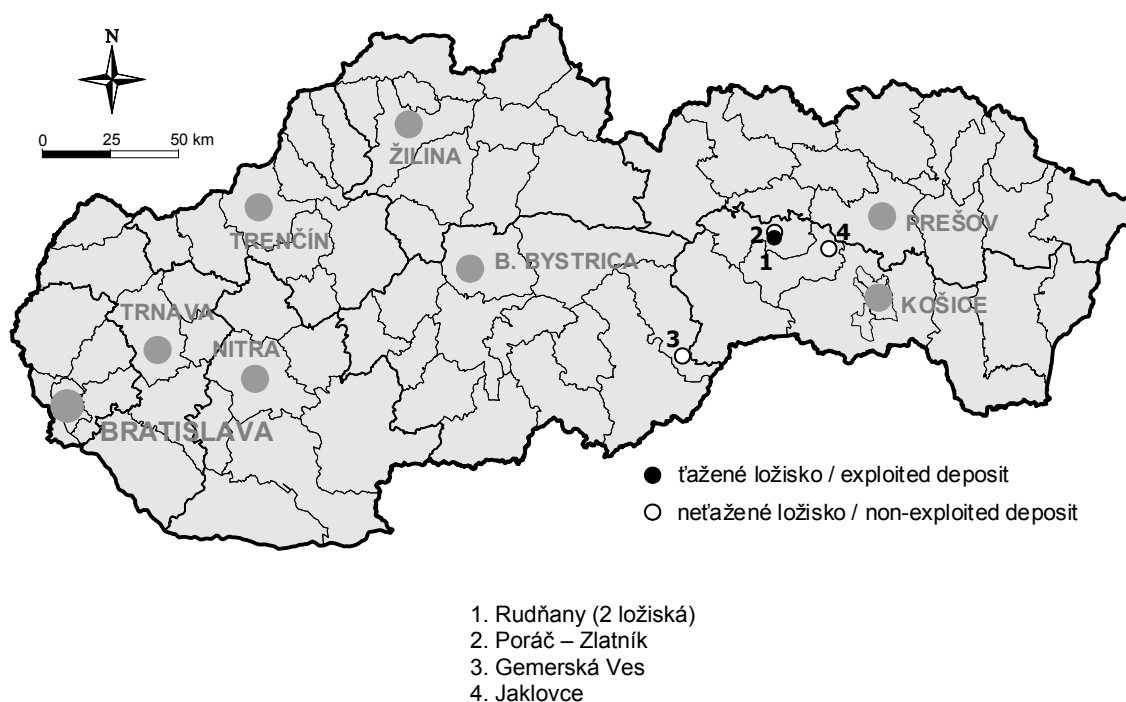 N
0 25 50 km
ŽILINA
TRENČÍN
PREŠOV
2
4
1
B. BYSTRICA
KOŠICE
TRNAVA
NITRA
3
BRATISLAVA
ťažené ložisko / exploited deposit
neťažené ložisko / non-exploited deposit
1. Rudňany (2 ložiská)
2. Poráč – Zlatník
3. Gemerská Ves
4. Jaklovce